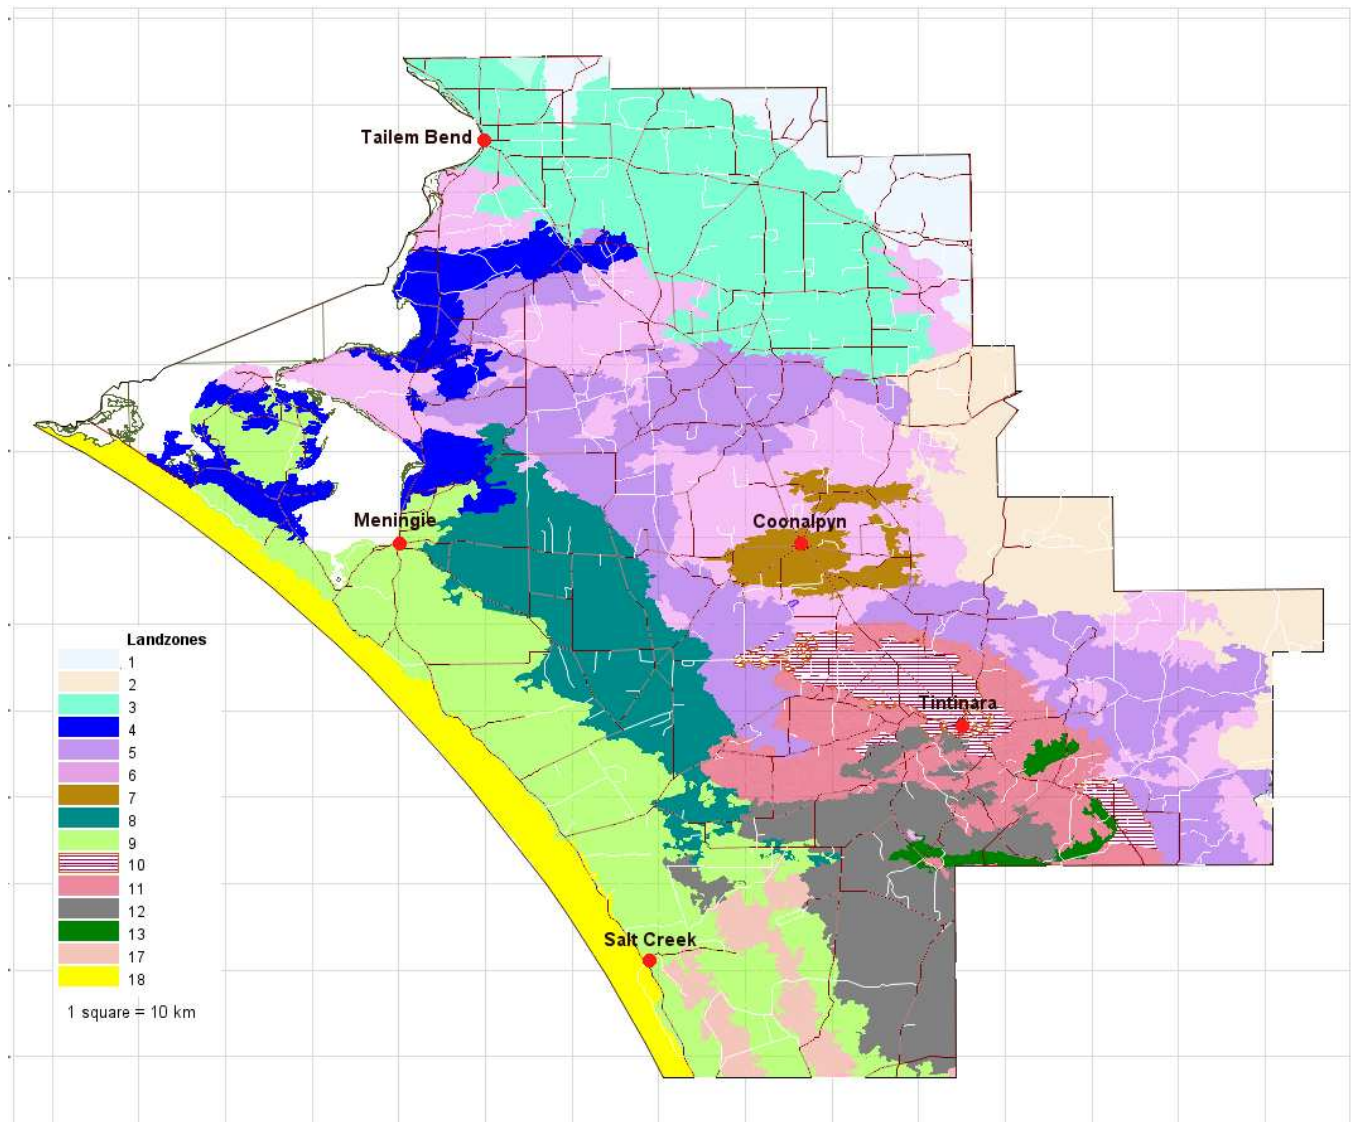 Tailem Bend
Meningie
Coonalpyn
Landzones
1
2
3
4
5
6
7
8
9
10
11
12
13
17
18
Tintinara
Salt Creek
1 square = 10 km